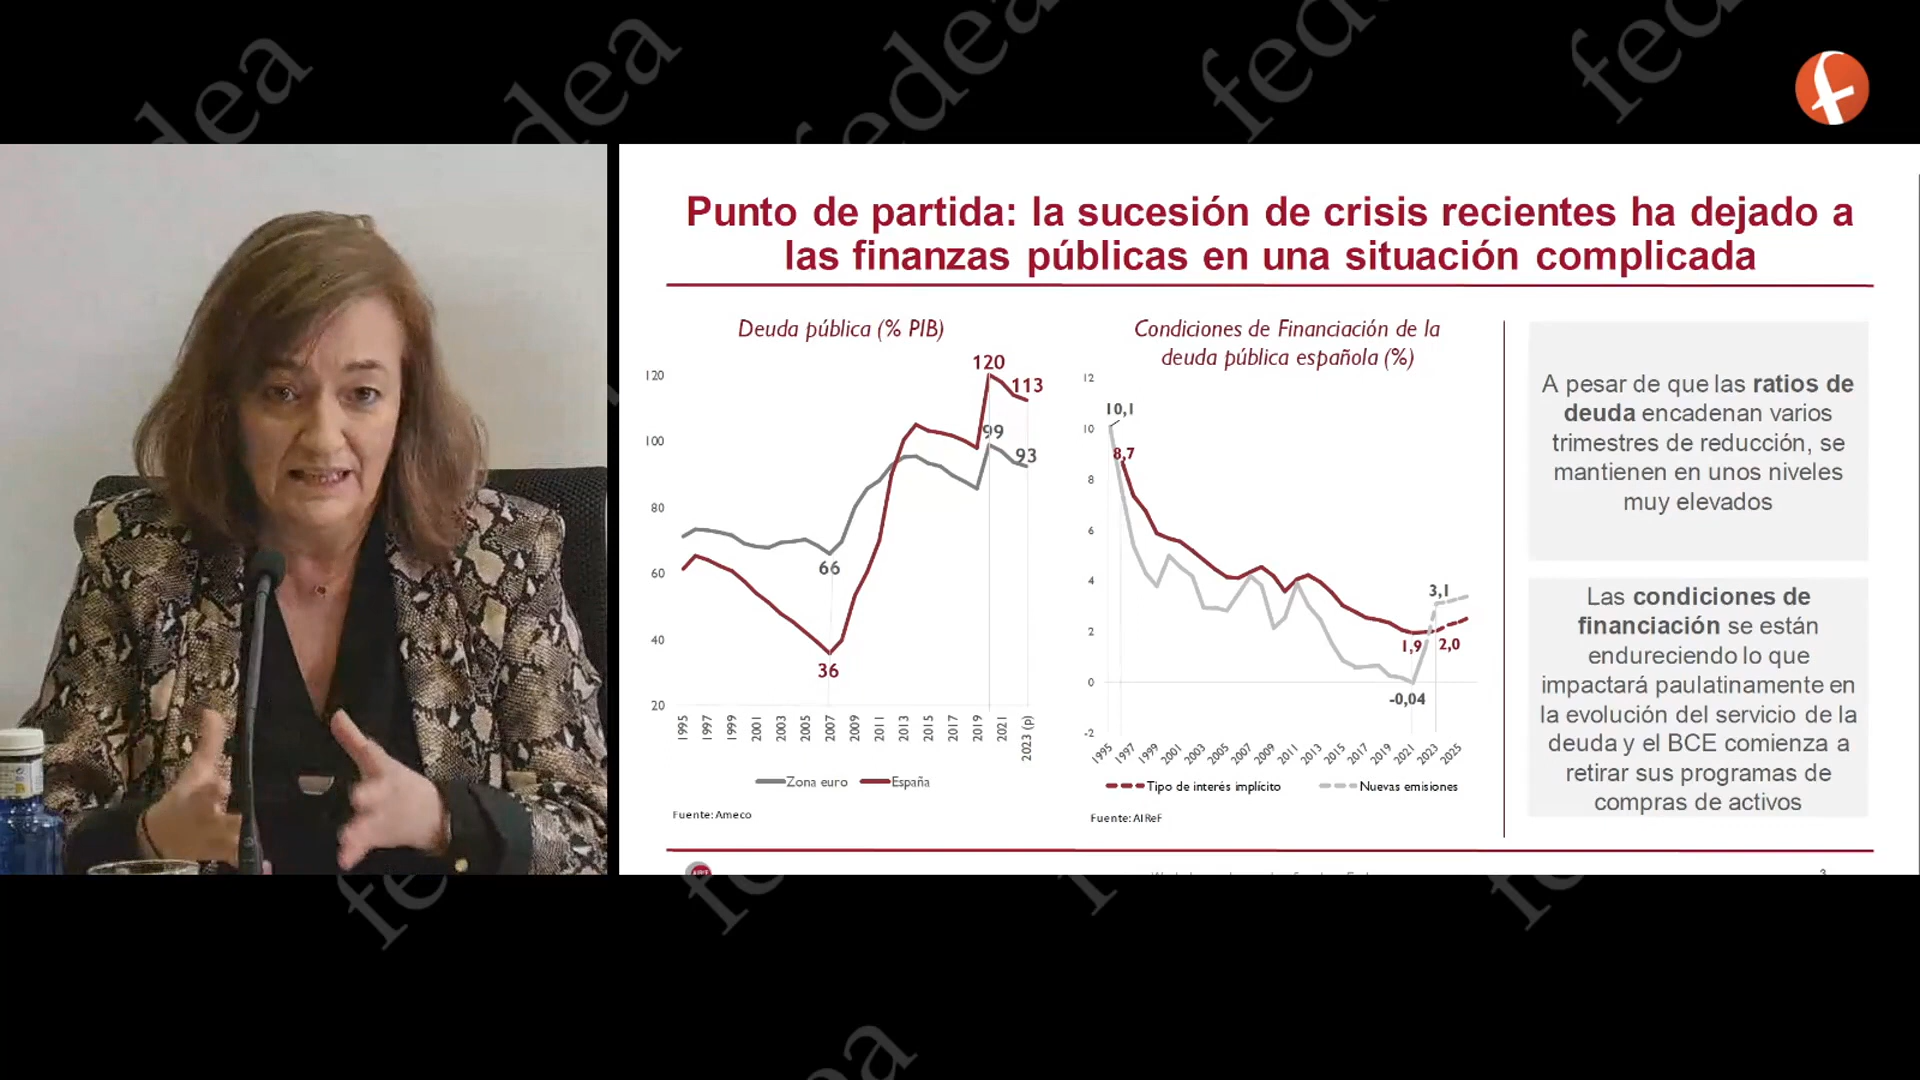 fedea
fedea
fedea
Punto de partida: la sucesión de crisis recientes ha dejado a
las finanzas públicas en una situación complicada
Deuda pública (% PIB)
120
113
99
93
66
36
120
100
80
60
40
20
1995
1997
1999
2001
2003
2005
2007
2009
2011
2013
2015
2017
2019
2021
2023 (p)
Zona euro
España
Fuente: Ameco
Condiciones de Financiación de la
deuda pública española (%)
12
10
8
6
4
2
0
-2
10,1
8,7
3,1
1,9
2,0
-0,04
1995
1997
1999
2001
2003
2005
2007
2009
2011
2013
2015
2017
2019
2021
2023
2025
Tipo de interés implícito
Nuevas emisiones
Fuente: AIReF
A pesar de que las ratios de
deuda encadenan varios
trimestres de reducción, se
mantienen en unos niveles
muy elevados
Las condiciones de
financiación se están
endureciendo lo que
impactará paulatinamente en
la evolución del servicio de la
deuda y el BCE comienza a
retirar sus programas de
compras de activos